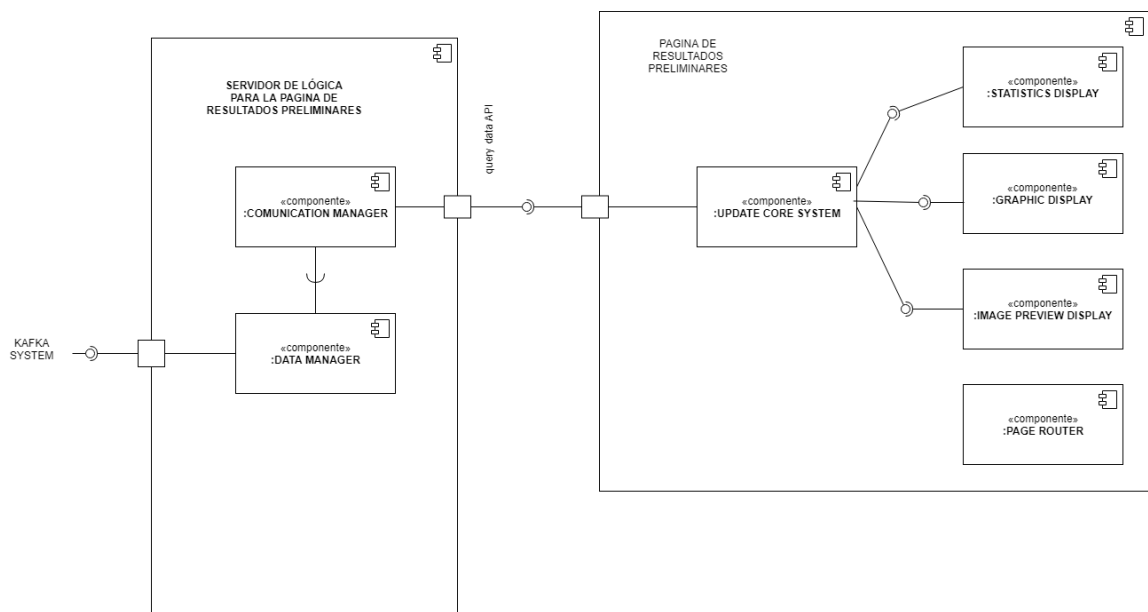 SERVIDOR DE LÓGICA
PARA LA PAGINA DE
RESULTADOS PRELIMINARES
«componente»
:COMUNICATION MANAGER
«componente»
:DATA MANAGER
KAFKA
SYSTEM
query data API
PAGINA DE
RESULTADOS
PRELIMINARES
«componente»
:UPDATE CORE SYSTEM
«componente»
:STATISTICS DISPLAY
«componente»
:GRAPHIC DISPLAY
«componente»
:IMAGE PREVIEW DISPLAY
«componente»
:PAGE ROUTER